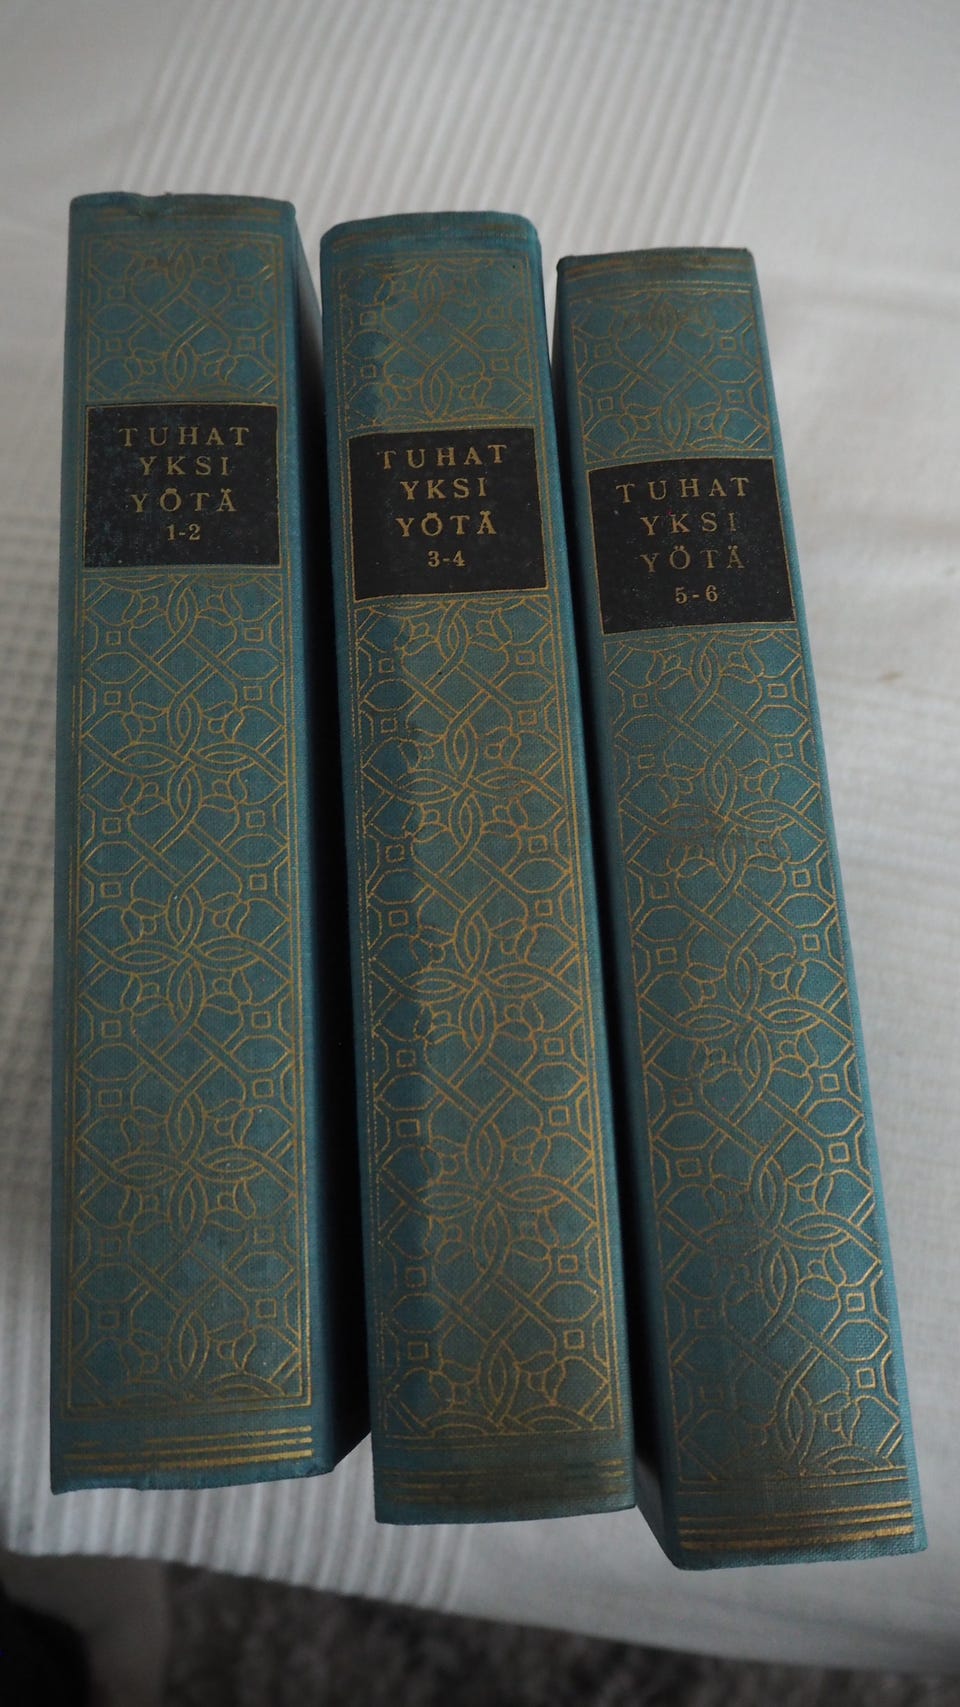 TUHAT
YKSI
YÖTÄ
1-2
TUHAT
YKSI
YÖTÄ
3-4
TUHAT
YKSI
YÖTÄ
5-6